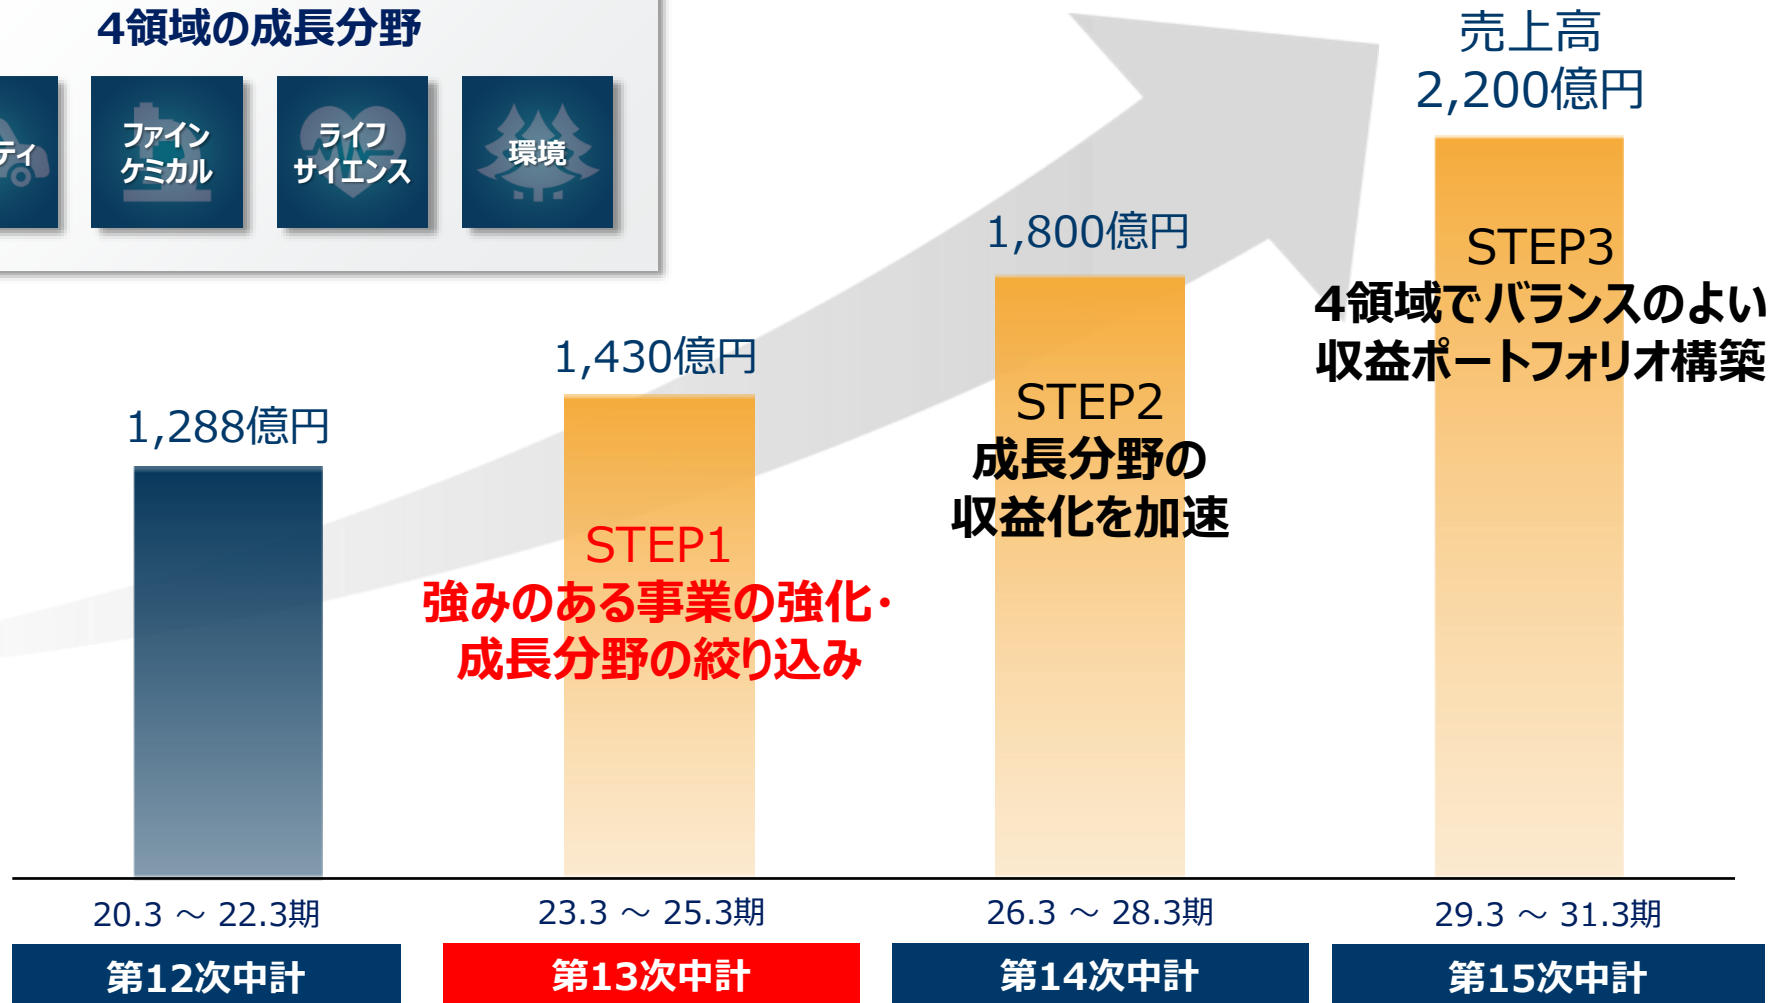 4領域の成長分野
ティ
ファイン
ケミカル
ライフ
サイエンス
環境
売上高
2,200億円
1,800億円
1,430億円
1,288億円
STEP3
4領域でバランスのよい
収益ポートフォリオ構築
STEP2
成長分野の
収益化を加速
STEP1
強みのある事業の強化・
成長分野の絞り込み
20.3 ～ 22.3期
23.3 ～ 25.3期
26.3 ～ 28.3期
29.3 ～ 31.3期
第12次中計
第13次中計
第14次中計
第15次中計